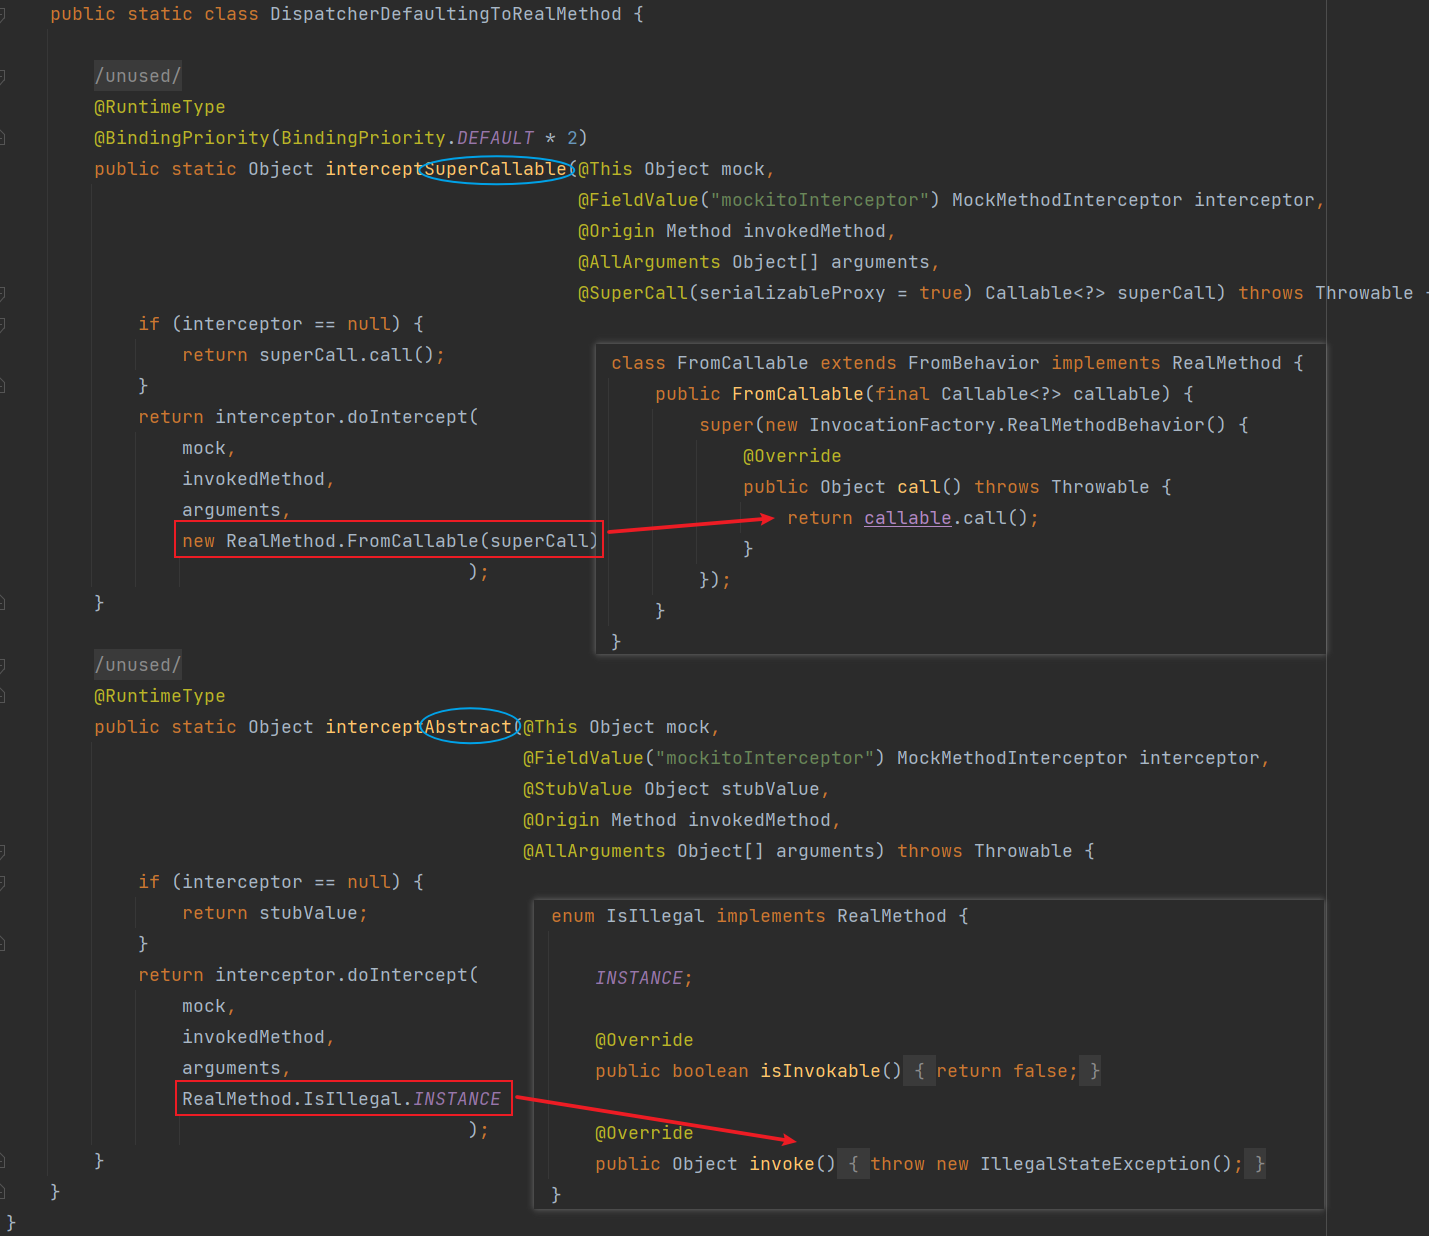 public static class DispatcherDefaultingToRealMethod {
/unused/
@RuntimeType
@BindingPriority(BindingPriority.DEFAULT * 2)
public static Object interceptSuperCallable(@This Object mock,
@FieldValue("mockitoInterceptor") MockMethodInterceptor interceptor,
@Origin Method invokedMethod,
@AllArguments Object[] arguments,
@SuperCall(serializableProxy = true) Callable<?> superCall) throws Throwable {
if (interceptor == null) {
return superCall.call();
}
return interceptor.doIntercept(
mock,
invokedMethod,
arguments,
new RealMethod.FromCallable(superCall)
);
}
class FromCallable extends FromBehavior implements RealMethod {
public FromCallable(final Callable<?> callable) {
super(new InvocationFactory.RealMethodBehavior() {
@Override
public Object call() throws Throwable {
return callable.call();
}
});
}
}
/unused/
@RuntimeType
public static Object interceptAbstract(@This Object mock,
@FieldValue("mockitoInterceptor") MockMethodInterceptor interceptor,
@StubValue Object stubValue,
@Origin Method invokedMethod,
@AllArguments Object[] arguments) throws Throwable {
if (interceptor == null) {
return stubValue;
}
return interceptor.doIntercept(
mock,
invokedMethod,
arguments,
RealMethod.IsIllegal.INSTANCE
);
}
}
}
enum IsIllegal implements RealMethod {
INSTANCE;
@Override
public boolean isInvokable() { return false; }
@Override
public Object invoke() { throw new IllegalStateException(); }
}